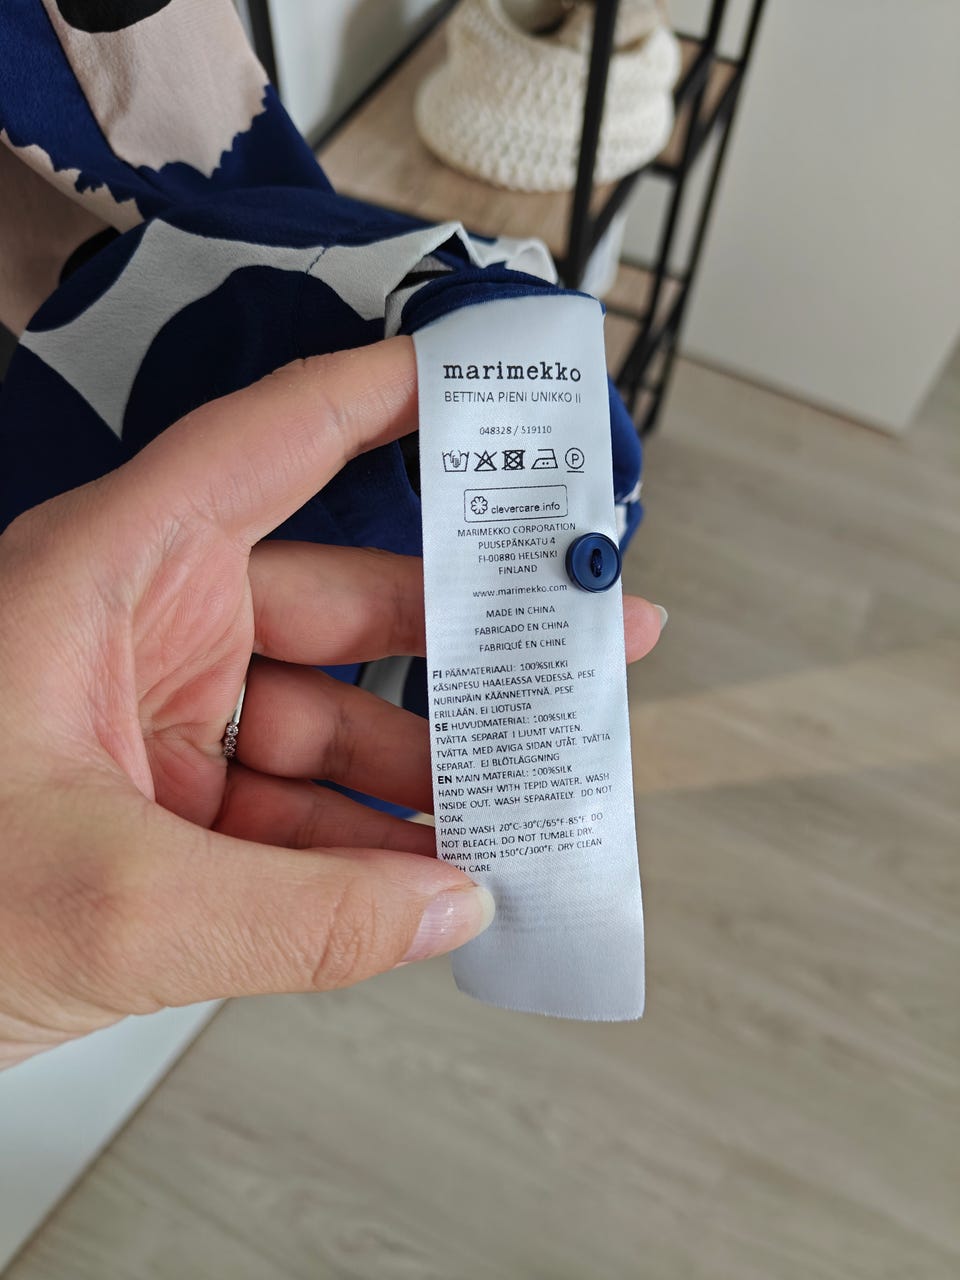 marimekko
BETTINA PIENI UNIKKO II
048328 / 519110
P
clevercare.info
MARIMEKKO CORPORATION
PUUSEPÄNKATU 4
FI-00880 HELSINKI
FINLAND
www.marimekko.com
MADE IN CHINA
FABRICADO EN CHINA
FABRIQUÉ EN CHINE
FI PÄÄMATERIAALI: 100%SILKKI
KÄSINPESU HAALEASSA VEDESSÄ. PESE
NURINPÄIN KÄÄNNETTYNÄ. PESE
ERILLÄÄN. EI LIOTUSTA
SE HUVUDMATERIAL: 100%SILKE
TVÄTTA SEPARAT I LJUMT VATTEN.
TVÄTTA MED AVIGA SIDAN UTÅT. TVÄTTA
SEPARAT. EJ BLÖTLÄGGNING
EN MAIN MATERIAL: 100%SILK
HAND WASH WITH TEPID WATER. WASH
INSIDE OUT. WASH SEPARATELY. DO NOT
SOAK
HAND WASH 20°C-30°C/65°F-85°F. DO
NOT BLEACH. DO NOT TUMBLE DRY.
WARM IRON 150°C/300°F. DRY CLEAN
CARE